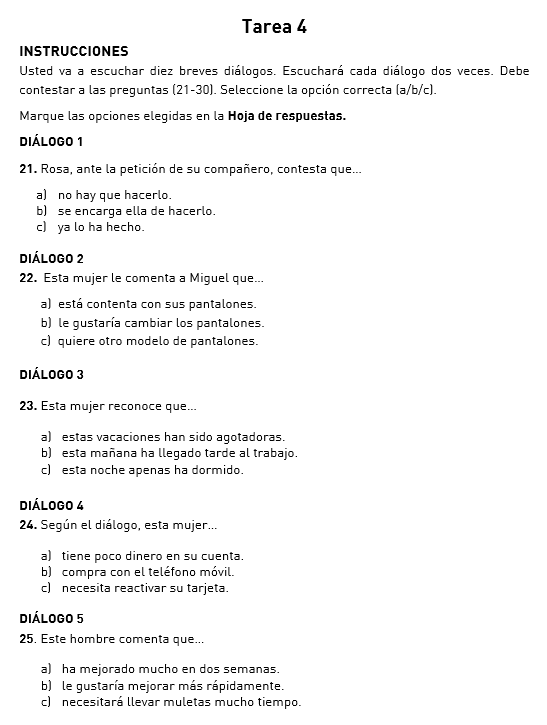 Tarea 4
INSTRUCCIONES
Usted va a escuchar diez breves diálogos. Escuchará cada diálogo dos veces. Debe
contestar a las preguntas (21-30). Seleccione la opción correcta (a/b/c).
Marque las opciones elegidas en la Hoja de respuestas.
DIÁLOGO 1
21. Rosa, ante la petición de su compañero, contesta que...
a) no hay que hacerlo.
b) se encarga ella de hacerlo.
c) ya lo ha hecho.
DIÁLOGO 2
22. Esta mujer le comenta a Miguel que...
a) está contenta con sus pantalones.
b) le gustaría cambiar los pantalones.
c) quiere otro modelo de pantalones.
DIÁLOGO 3
23. Esta mujer reconoce que...
a) estas vacaciones han sido agotadoras.
b) esta mañana ha llegado tarde al trabajo.
c) esta noche apenas ha dormido.
DIÁLOGO 4
24. Según el diálogo, esta mujer...
a) tiene poco dinero en su cuenta.
b) compra con el teléfono móvil.
c) necesita reactivar su tarjeta.
DIÁLOGO 5
25. Este hombre comenta que...
a) ha mejorado mucho en dos semanas.
b) le gustaría mejorar más rápidamente.
c) necesitará llevar muletas mucho tiempo.